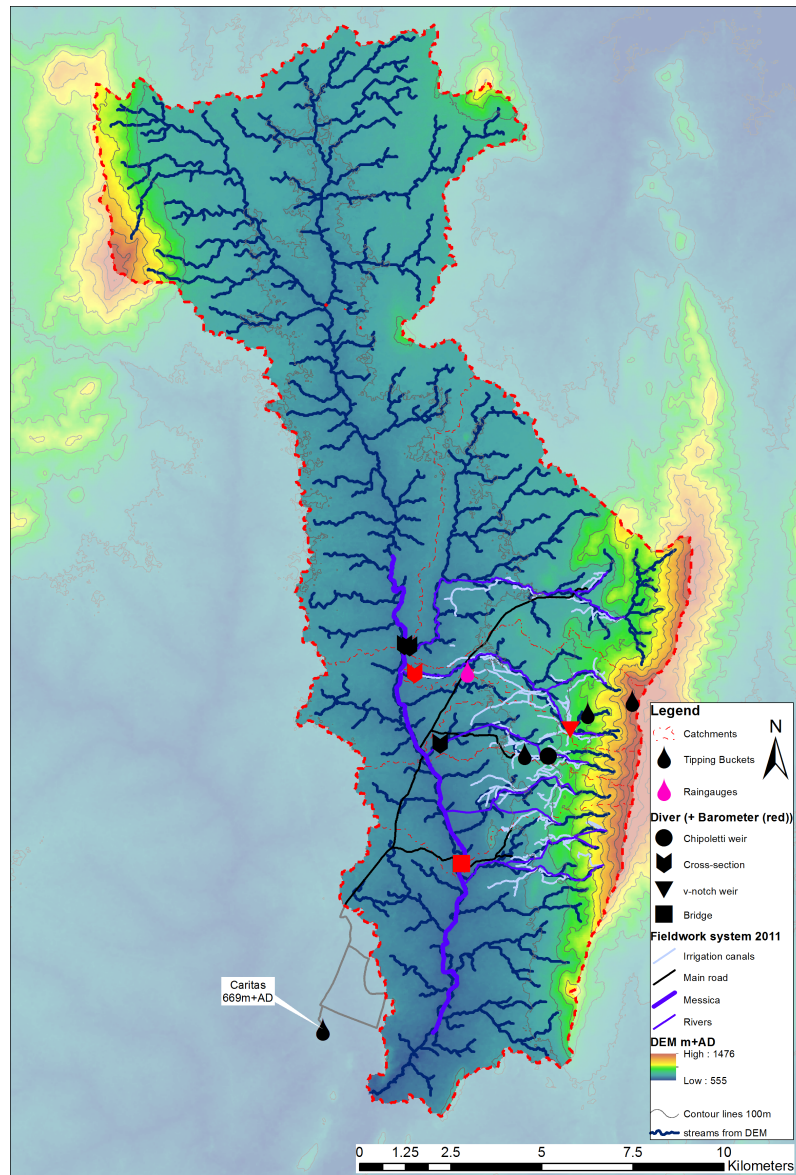 Legend
N
Catchments
Tipping Buckets
Raingauges
Diver (+ Barometer (red))
Chipoletti weir
Cross-section
v-notch weir
Bridge
Fieldwork system 2011
Irrigation canals
Main road
Messica
Rivers
DEM m+AD
High : 1476
Low : 555
Contour lines 100m
streams from DEM
Caritas
669m+AD
0 1.25 2.5 5 7.5 10
Kilometers